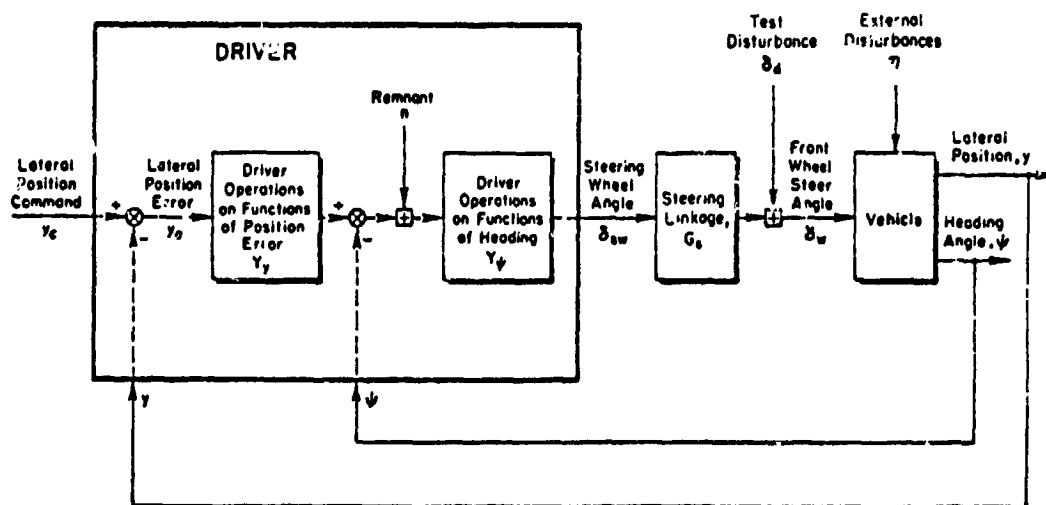 DRIVER
Test
Disturbance
δd
External
Disturbances
η
Remnant
n
Lateral
Position
Command
yc
+
-
Lateral
Position
Error
Driver
Operations
on Functions
of Position
Error
Yy
+
-
Driver
Operations
on Functions
of Heading
Yψ
Steering
Wheel
Angle
δsw
Steering
Linkage,
Gs
Front
Wheel
Steer
Angle
δw
Vehicle
Lateral
Position, y
Heading
Angle, ψ
y
ψ